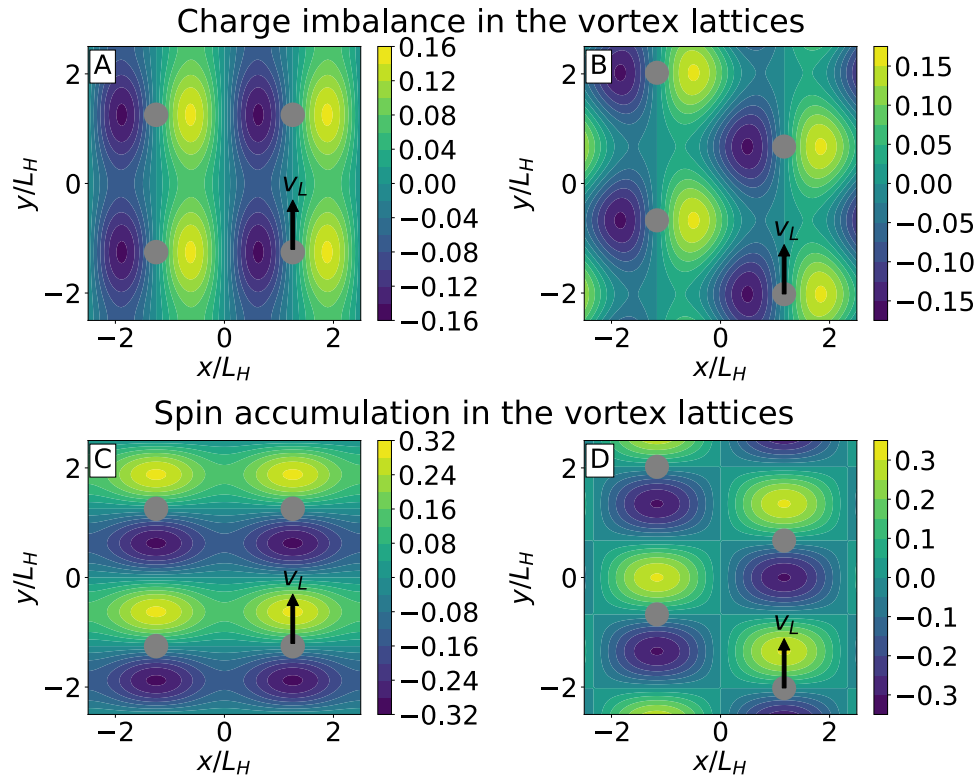 Charge imbalance in the vortex lattices
A
2
0
−2
y/L_H
−2 0 2
x/L_H
v_L
0.16
0.12
0.08
0.04
0.00
−0.04
−0.08
−0.12
−0.16
B
2
0
−2
y/L_H
−2 0 2
x/L_H
v_L
0.15
0.10
0.05
0.00
−0.05
−0.10
−0.15
Spin accumulation in the vortex lattices
C
2
0
−2
y/L_H
−2 0 2
x/L_H
v_L
0.32
0.24
0.16
0.08
0.00
−0.08
−0.16
−0.24
−0.32
D
2
0
−2
y/L_H
−2 0 2
x/L_H
v_L
0.3
0.2
0.1
0.0
−0.1
−0.2
−0.3